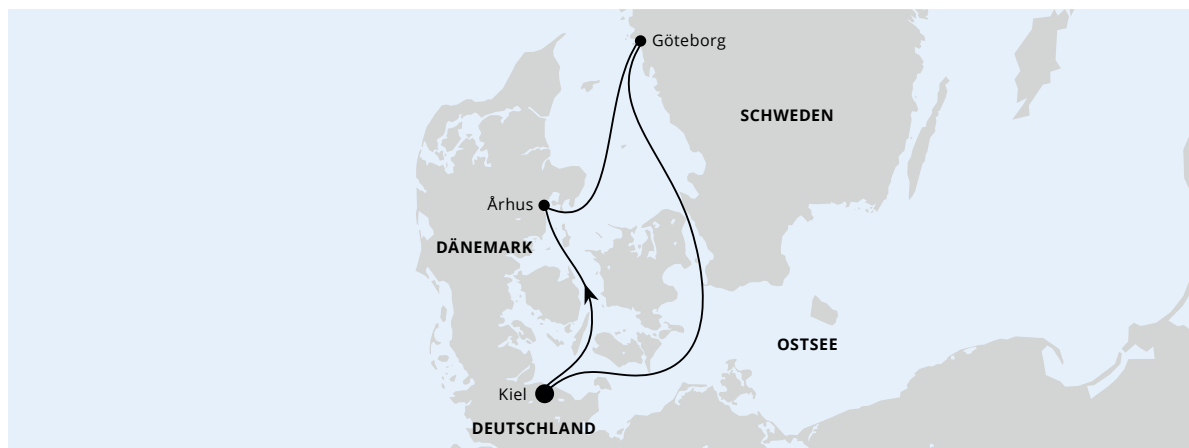 Göteborg
SCHWEDEN
Århus
DÄNEMARK
OSTSEE
Kiel
DEUTSCHLAND